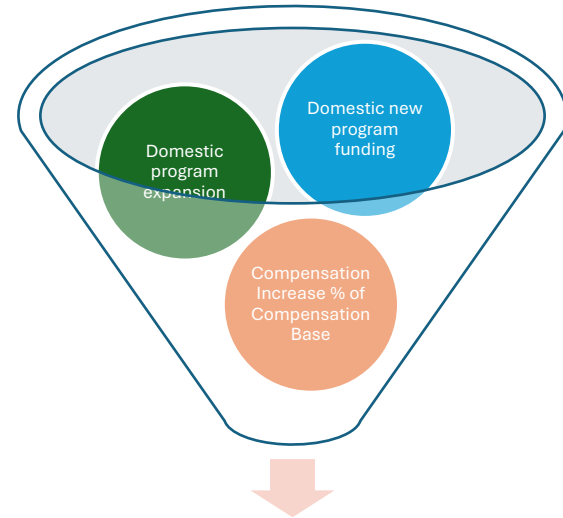 Domestic
program
expansion
Domestic new
program
funding
Compensation
Increase % of
Compensation
Base